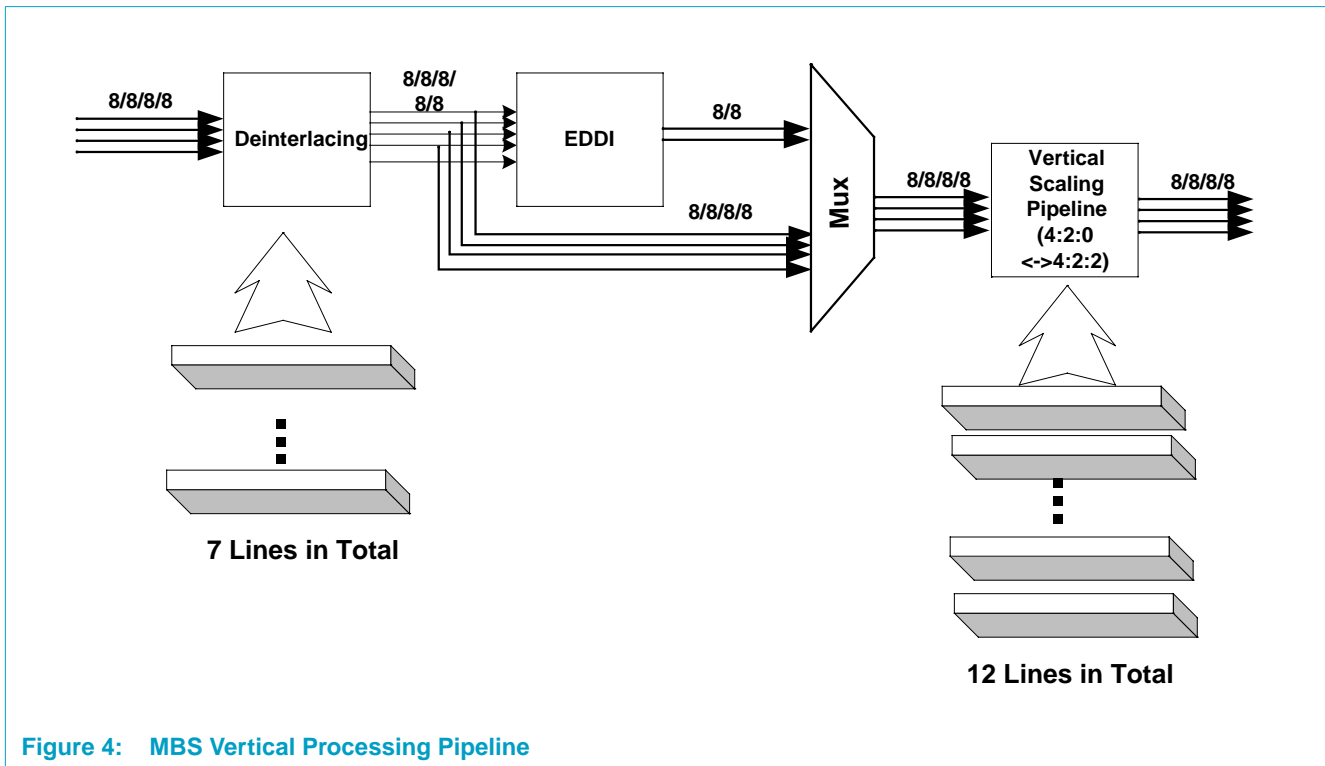 8/8/8/8
Deinterlacing
8/8/8/
8/8
EDDI
8/8
8/8/8/8
Mux
8/8/8/8
Vertical
Scaling
Pipeline
(4:2:0
<->4:2:2)
8/8/8/8
7 Lines in Total
12 Lines in Total
Figure 4: MBS Vertical Processing Pipeline